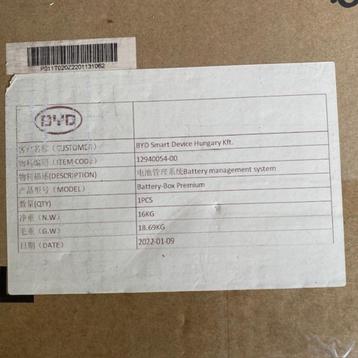 P011T020Z2201131062
BYD
客户名称（CUSTOMER） BYD Smart Device Hungary Kft.
物料编码（ITEM CODE） 12940054-00
物料描述(DESCRIPTION) 电池管理系统Battery management system
产品型号（MODEL） Battery-Box Premium
数量(QTY) 1PCS
净重（N.W） 16KG
毛重（G.W） 18.69KG
日期（DATE） 2022-01-09